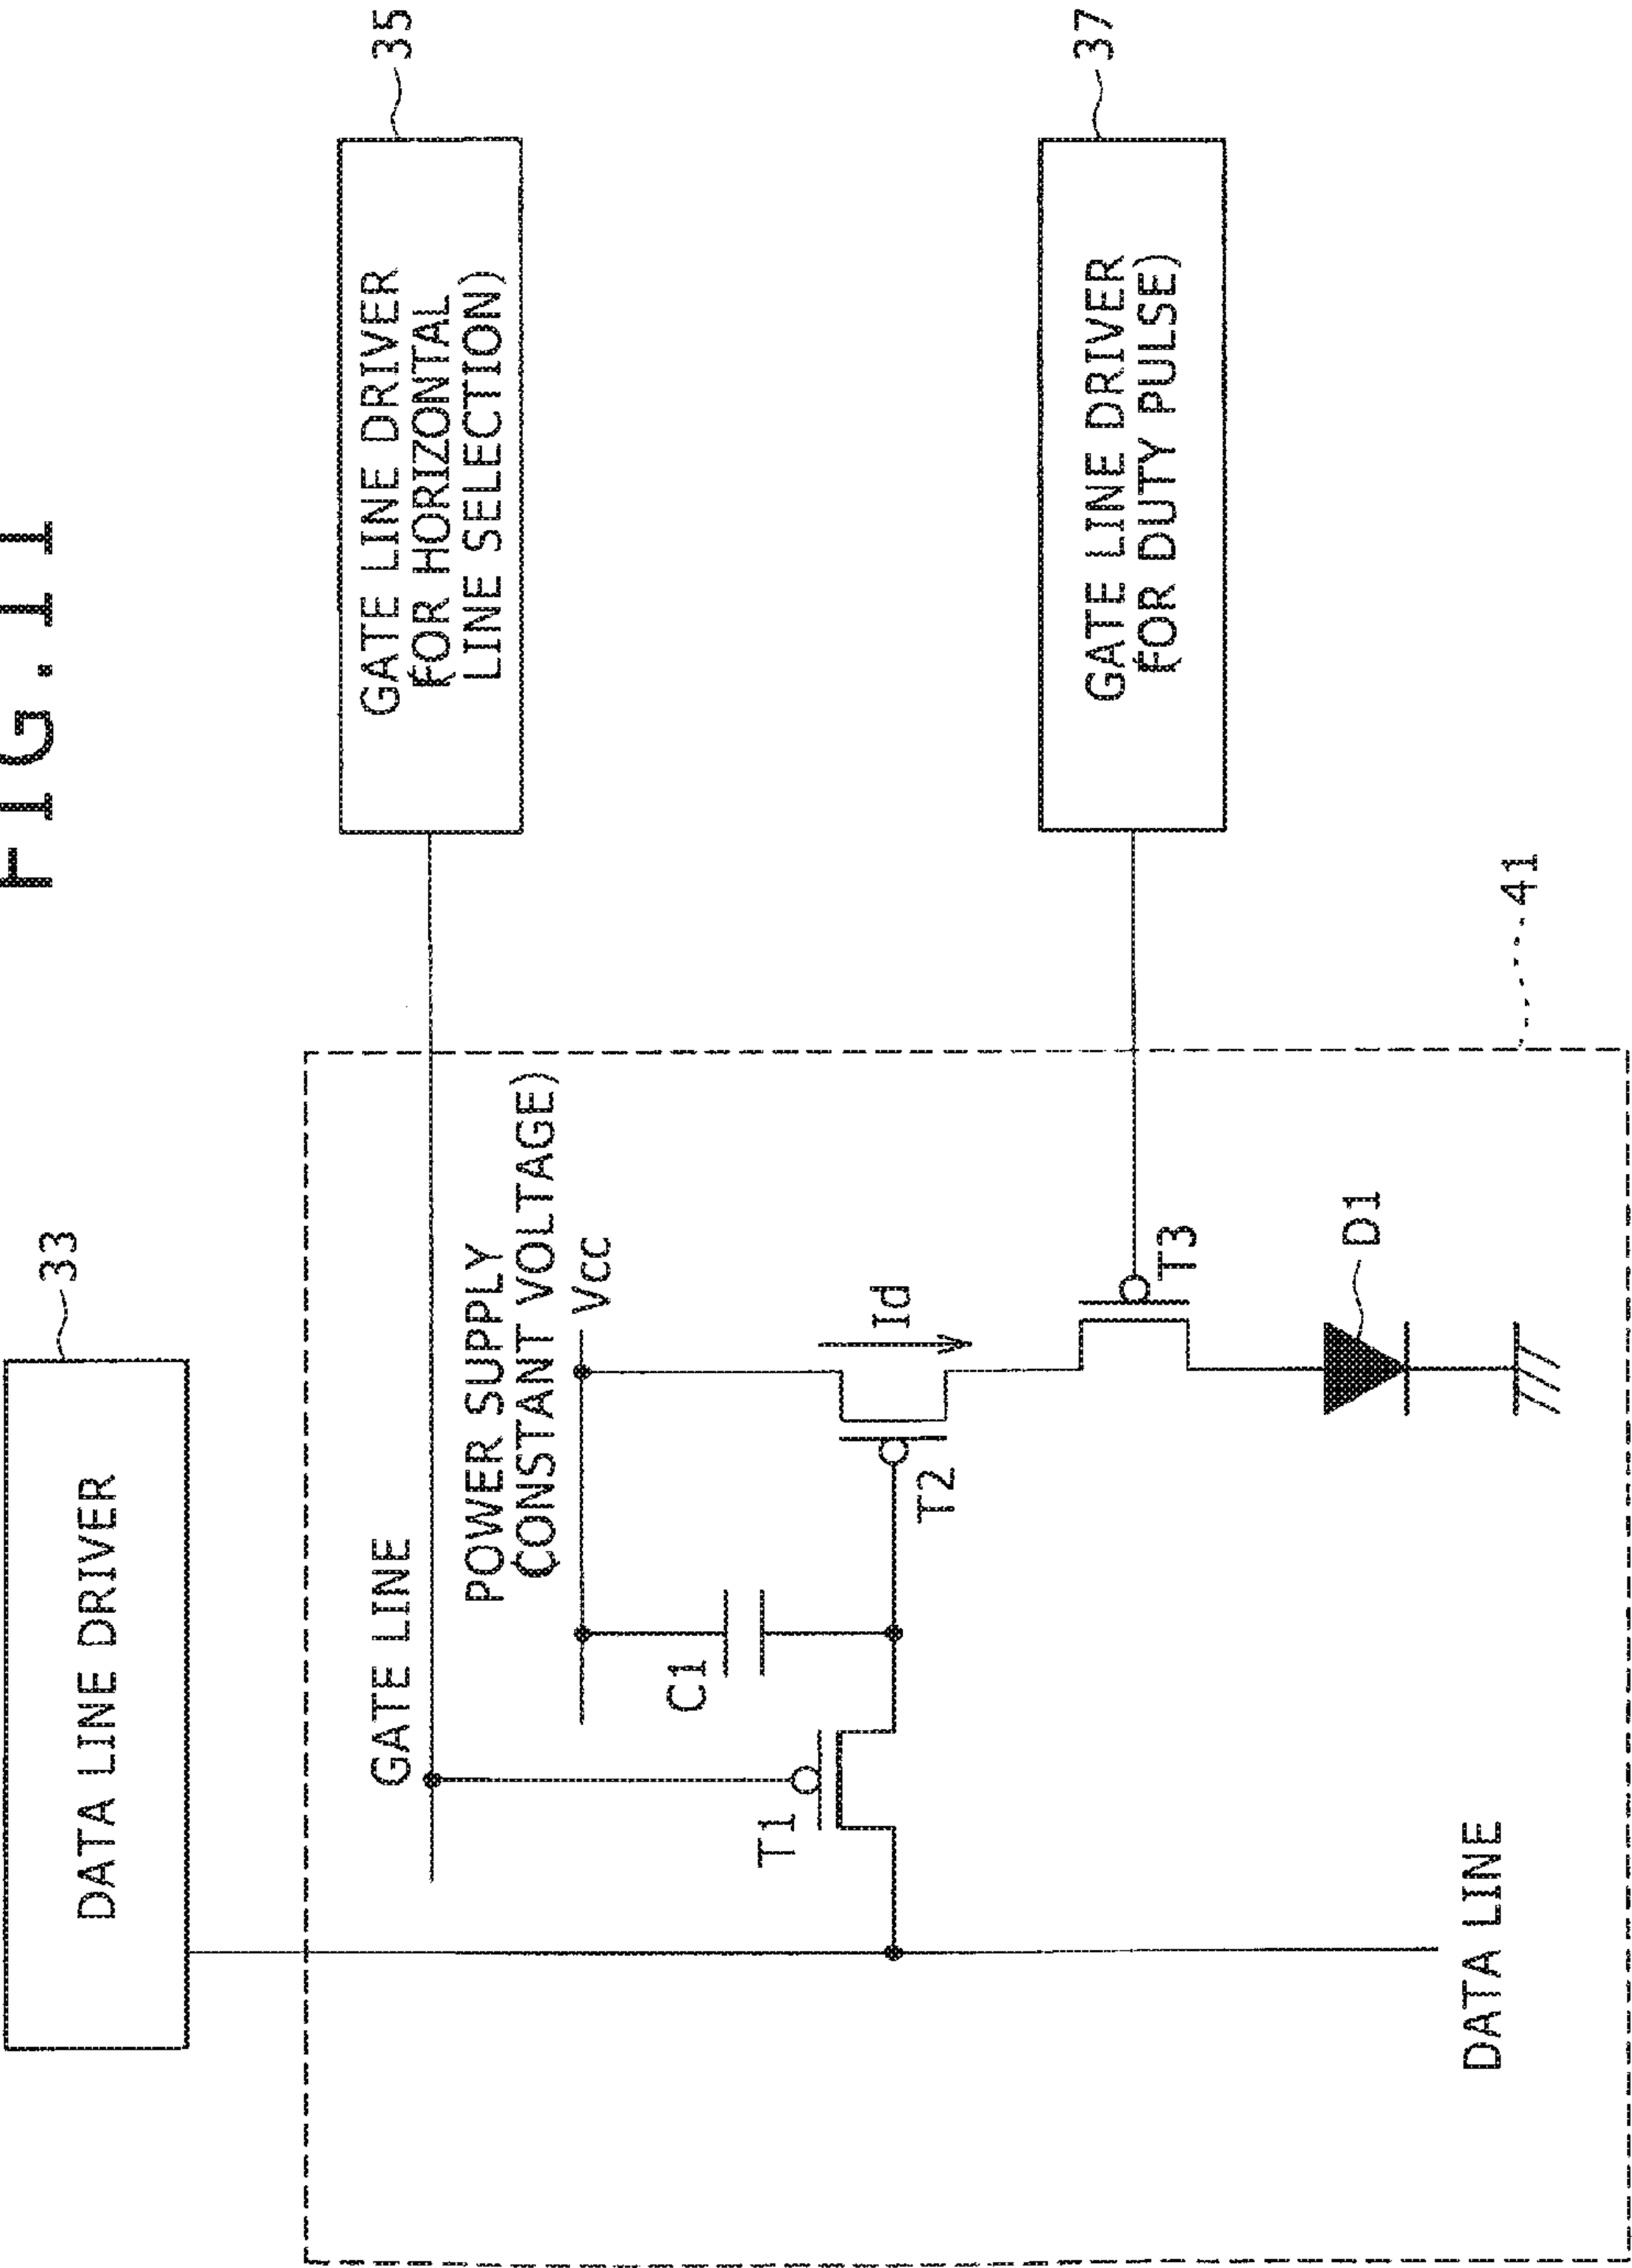 FIG. 11
33
DATA LINE DRIVER
GATE LINE
35
GATE LINE DRIVER
(FOR HORIZONTAL
LINE SELECTION)
POWER SUPPLY
(CONSTANT VOLTAGE)
Vcc
C1
T1
Id
T2
37
GATE LINE DRIVER
(FOR DUTY PULSE)
T3
D1
DATA LINE
41